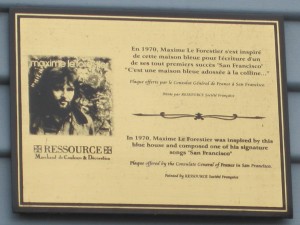 maxime le forestier
RESSOURCE
Marchand de Couleurs & Décoration
En 1970, Maxime Le Forestier s'est inspiré
de cette maison bleue pour l'écriture d'un
de ses tout premiers succès "San Francisco"
"C'est une maison bleue adossée à la colline..."
Plaque offerte par le Consulat Général de France à San Francisco.
RESSOURCE Société Française
In 1970, Maxime Le Forestier was inspired by this
blue house and composed one of his signature
songs "San Francisco"
Plaque offered by the Consulate General of France in San Francisco.
RESSOURCE Société Française